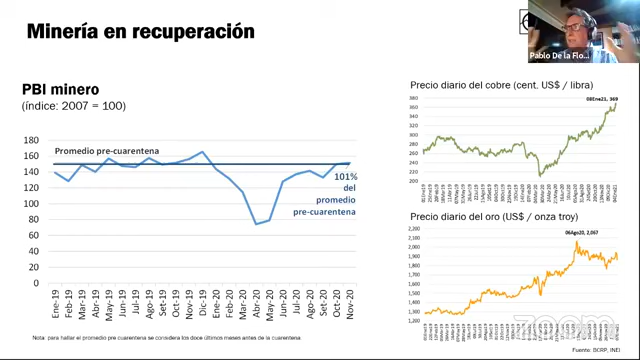 Minería en recuperación
Pablo De la Flo...
PBI minero
(índice: 2007 = 100)
Promedio pre-cuarentena
180
160
140
120
100
80
60
40
20
0
101%
del
promedio
pre-cuarentena
Ene-19
Feb-19
Mar-19
Abr-19
May-19
Jun-19
Jul-19
Ago-19
Set-19
Oct-19
Nov-19
Dic-19
Ene-20
Feb-20
Mar-20
Abr-20
May-20
Jun-20
Jul-20
Ago-20
Set-20
Oct-20
Nov-20
Precio diario del cobre (cent. US$ / libra)
08Ene21, 369
380
360
340
320
300
280
260
240
220
200
Precio diario del oro (US$ / onza troy)
06Ago20, 2,067
2,200
2,100
2,000
1,900
1,800
1,700
1,600
1,500
1,400
1,300
1,200
zoom
Nota: para hallar el promedio pre cuarentena se considera los doce últimos meses antes de la cuarentena.
Fuente: BCRP, INEI